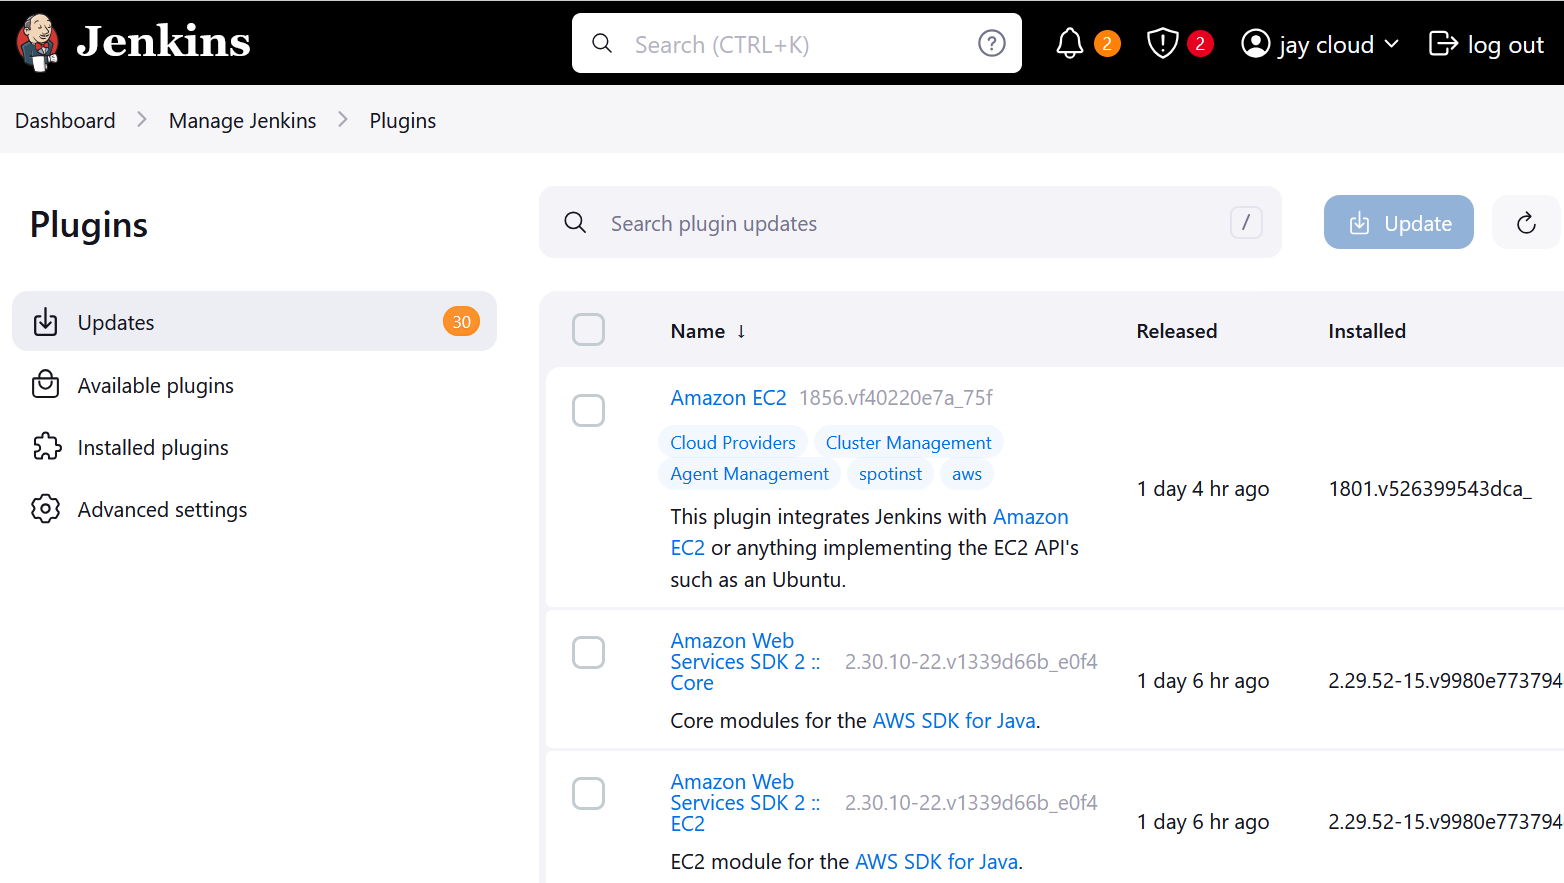 Jenkins
Search (CTRL+K)
?
2
2
jay cloud
log out
Dashboard > Manage Jenkins > Plugins
Plugins
Updates 30
Available plugins
Installed plugins
Advanced settings
Search plugin updates
/
Update
Name ↓ Released Installed
Amazon EC2 1856.vf40220e7a_75f
Cloud Providers Cluster Management
Agent Management spotinst aws
This plugin integrates Jenkins with Amazon
EC2 or anything implementing the EC2 API's
such as an Ubuntu.
1 day 4 hr ago
1801.v526399543dca_
Amazon Web
Services SDK 2 ::
Core
2.30.10-22.v1339d66b_e0f4
Core modules for the AWS SDK for Java.
1 day 6 hr ago
2.29.52-15.v9980e773794
Amazon Web
Services SDK 2 ::
EC2
2.30.10-22.v1339d66b_e0f4
EC2 module for the AWS SDK for Java.
1 day 6 hr ago
2.29.52-15.v9980e773794